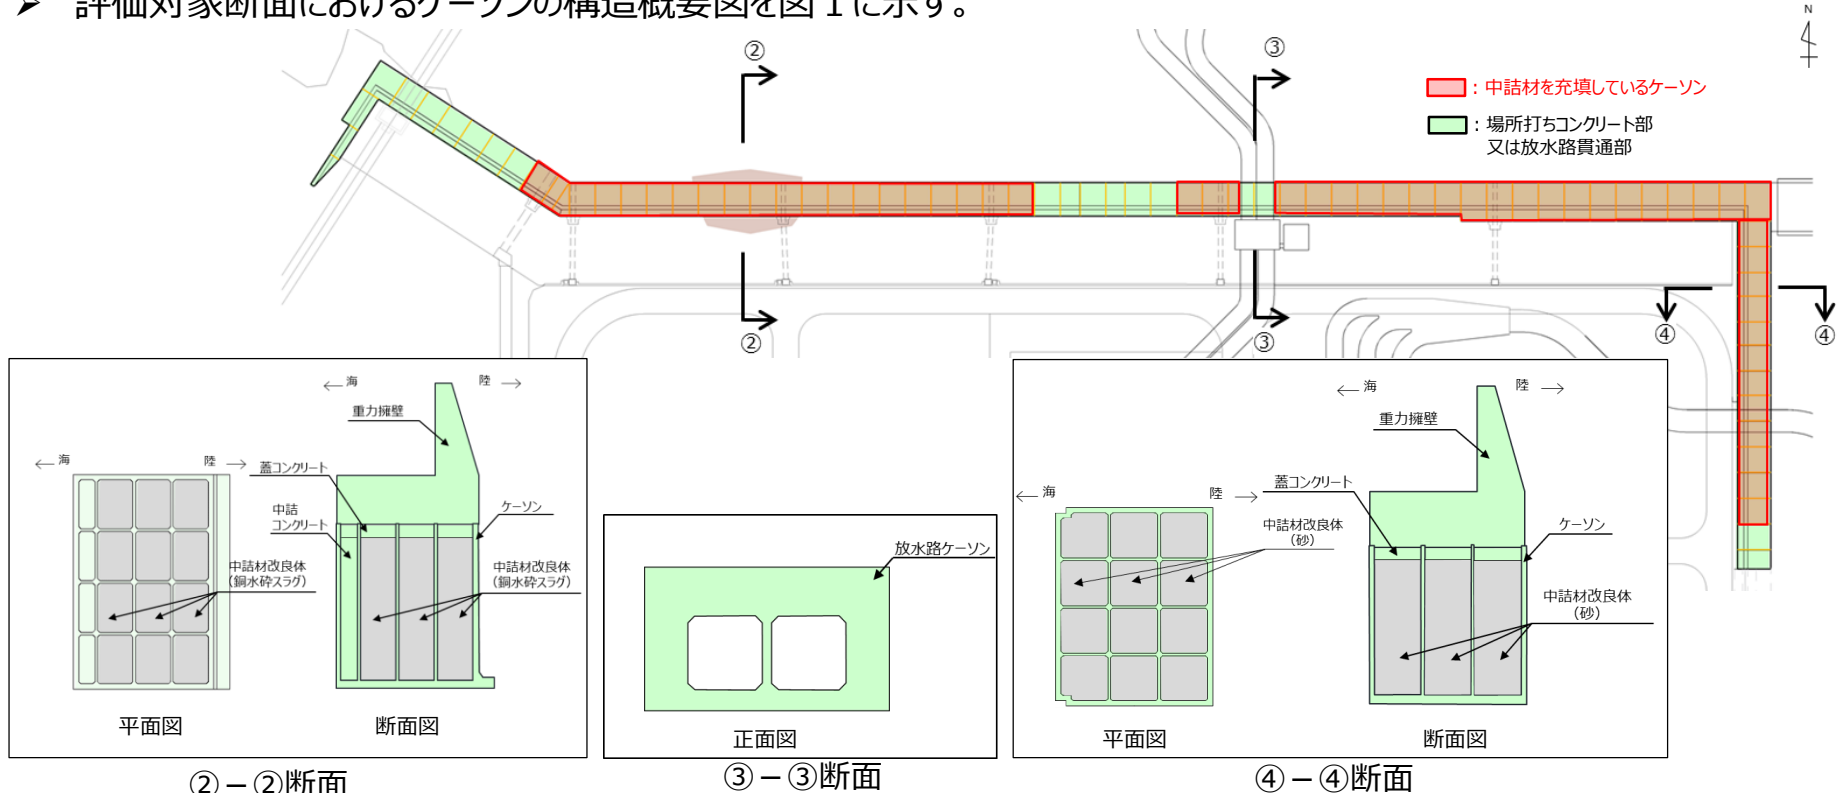 ➤ 評価対象断面におけるケーソンの構造概要図を図1に示す。
N
②
③
：中詰材を充填しているケーソン
：場所打ちコンクリート部
又は放水路貫通部
②
③
④
④
← 海
陸 →
重力擁壁
← 海
陸 →
蓋コンクリート
中詰
コンクリート
ケーソン
中詰材改良体
(銅水砕スラグ)
中詰材改良体
(銅水砕スラグ)
平面図
断面図
②－②断面
放水路ケーソン
正面図
③－③断面
← 海
陸 →
重力擁壁
← 海
陸 →
蓋コンクリート
中詰材改良体
(砂)
ケーソン
中詰材改良体
(砂)
平面図
断面図
④－④断面